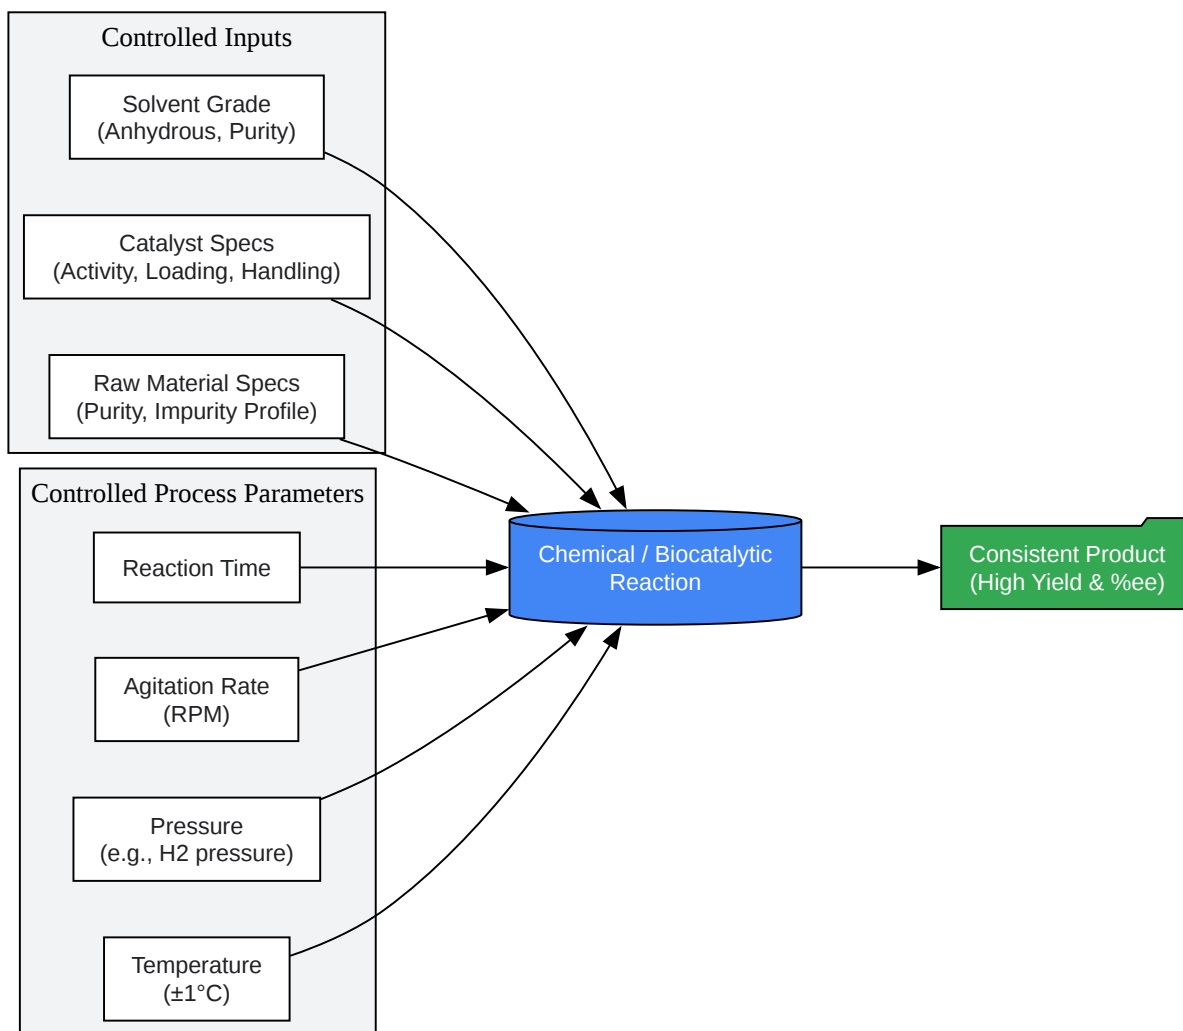 Controlled Inputs
Solvent Grade
(Anhydrous, Purity)
Catalyst Specs
(Activity, Loading, Handling)
Raw Material Specs
(Purity, Impurity Profile)
Controlled Process Parameters
Reaction Time
Agitation Rate
(RPM)
Pressure
(e.g., H2 pressure)
Temperature
(±1°C)
Chemical / Biocatalytic
Reaction
Consistent Product
(High Yield & %ee)